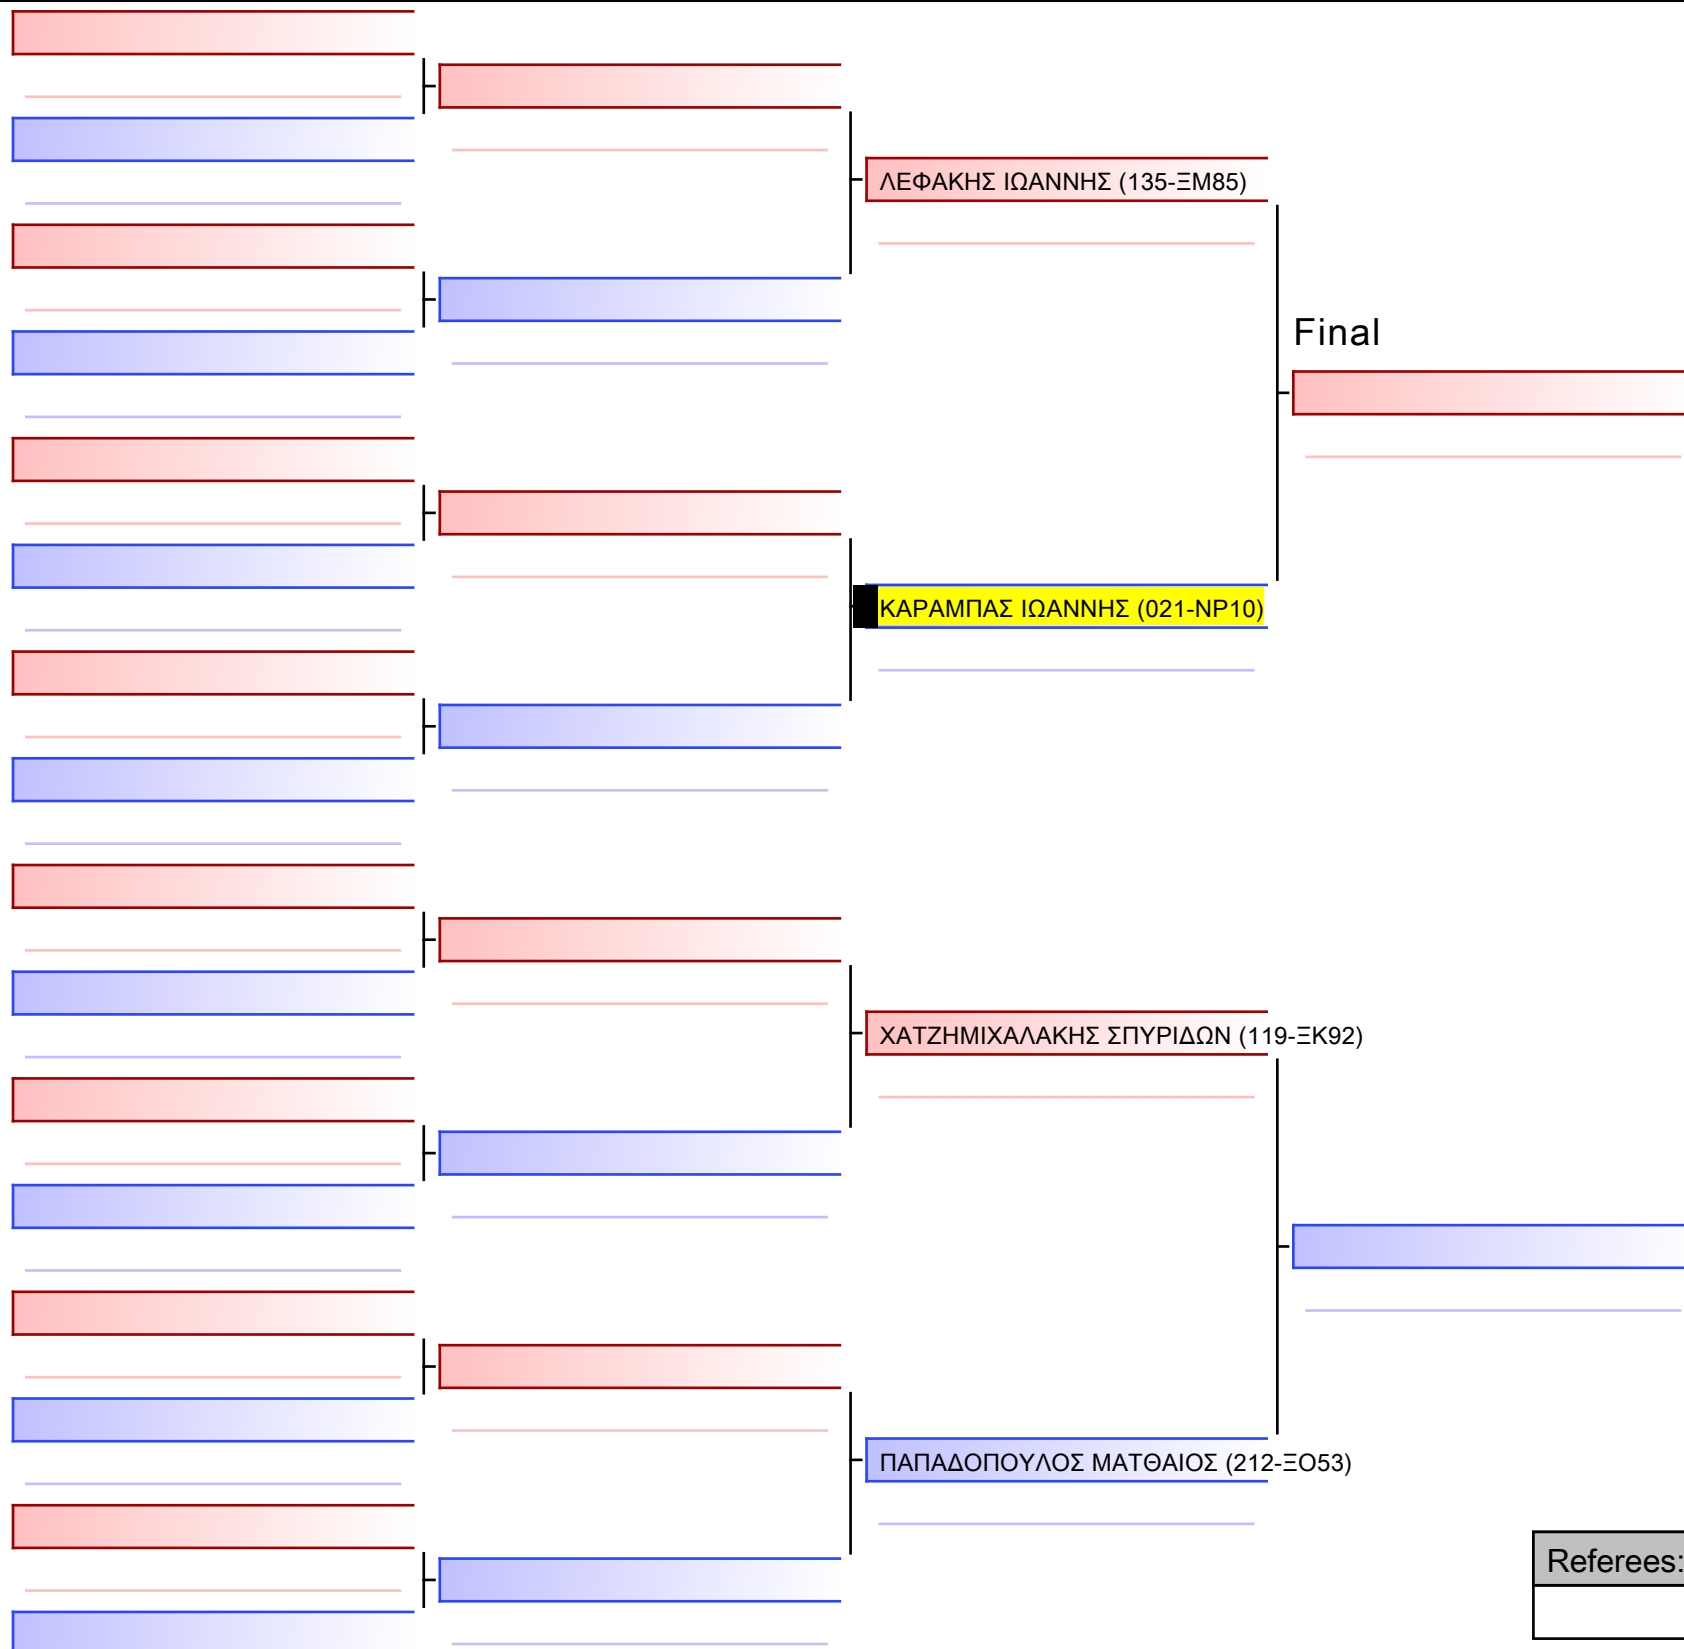 ΛΕΦΑΚΗΣ ΙΩΑΝΝΗΣ (135-ΞΜ85)
Final
ΚΑΡΑΜΠΑΣ ΙΩΑΝΝΗΣ (021-ΝΡ10)
ΧΑΤΖΗΜΙΧΑΛΑΚΗΣ ΣΠΥΡΙΔΩΝ (119-ΞΚ92)
ΠΑΠΑΔΟΠΟΥΛΟΣ ΜΑΤΘΑΙΟΣ (212-ΞΟ53)
Referees: